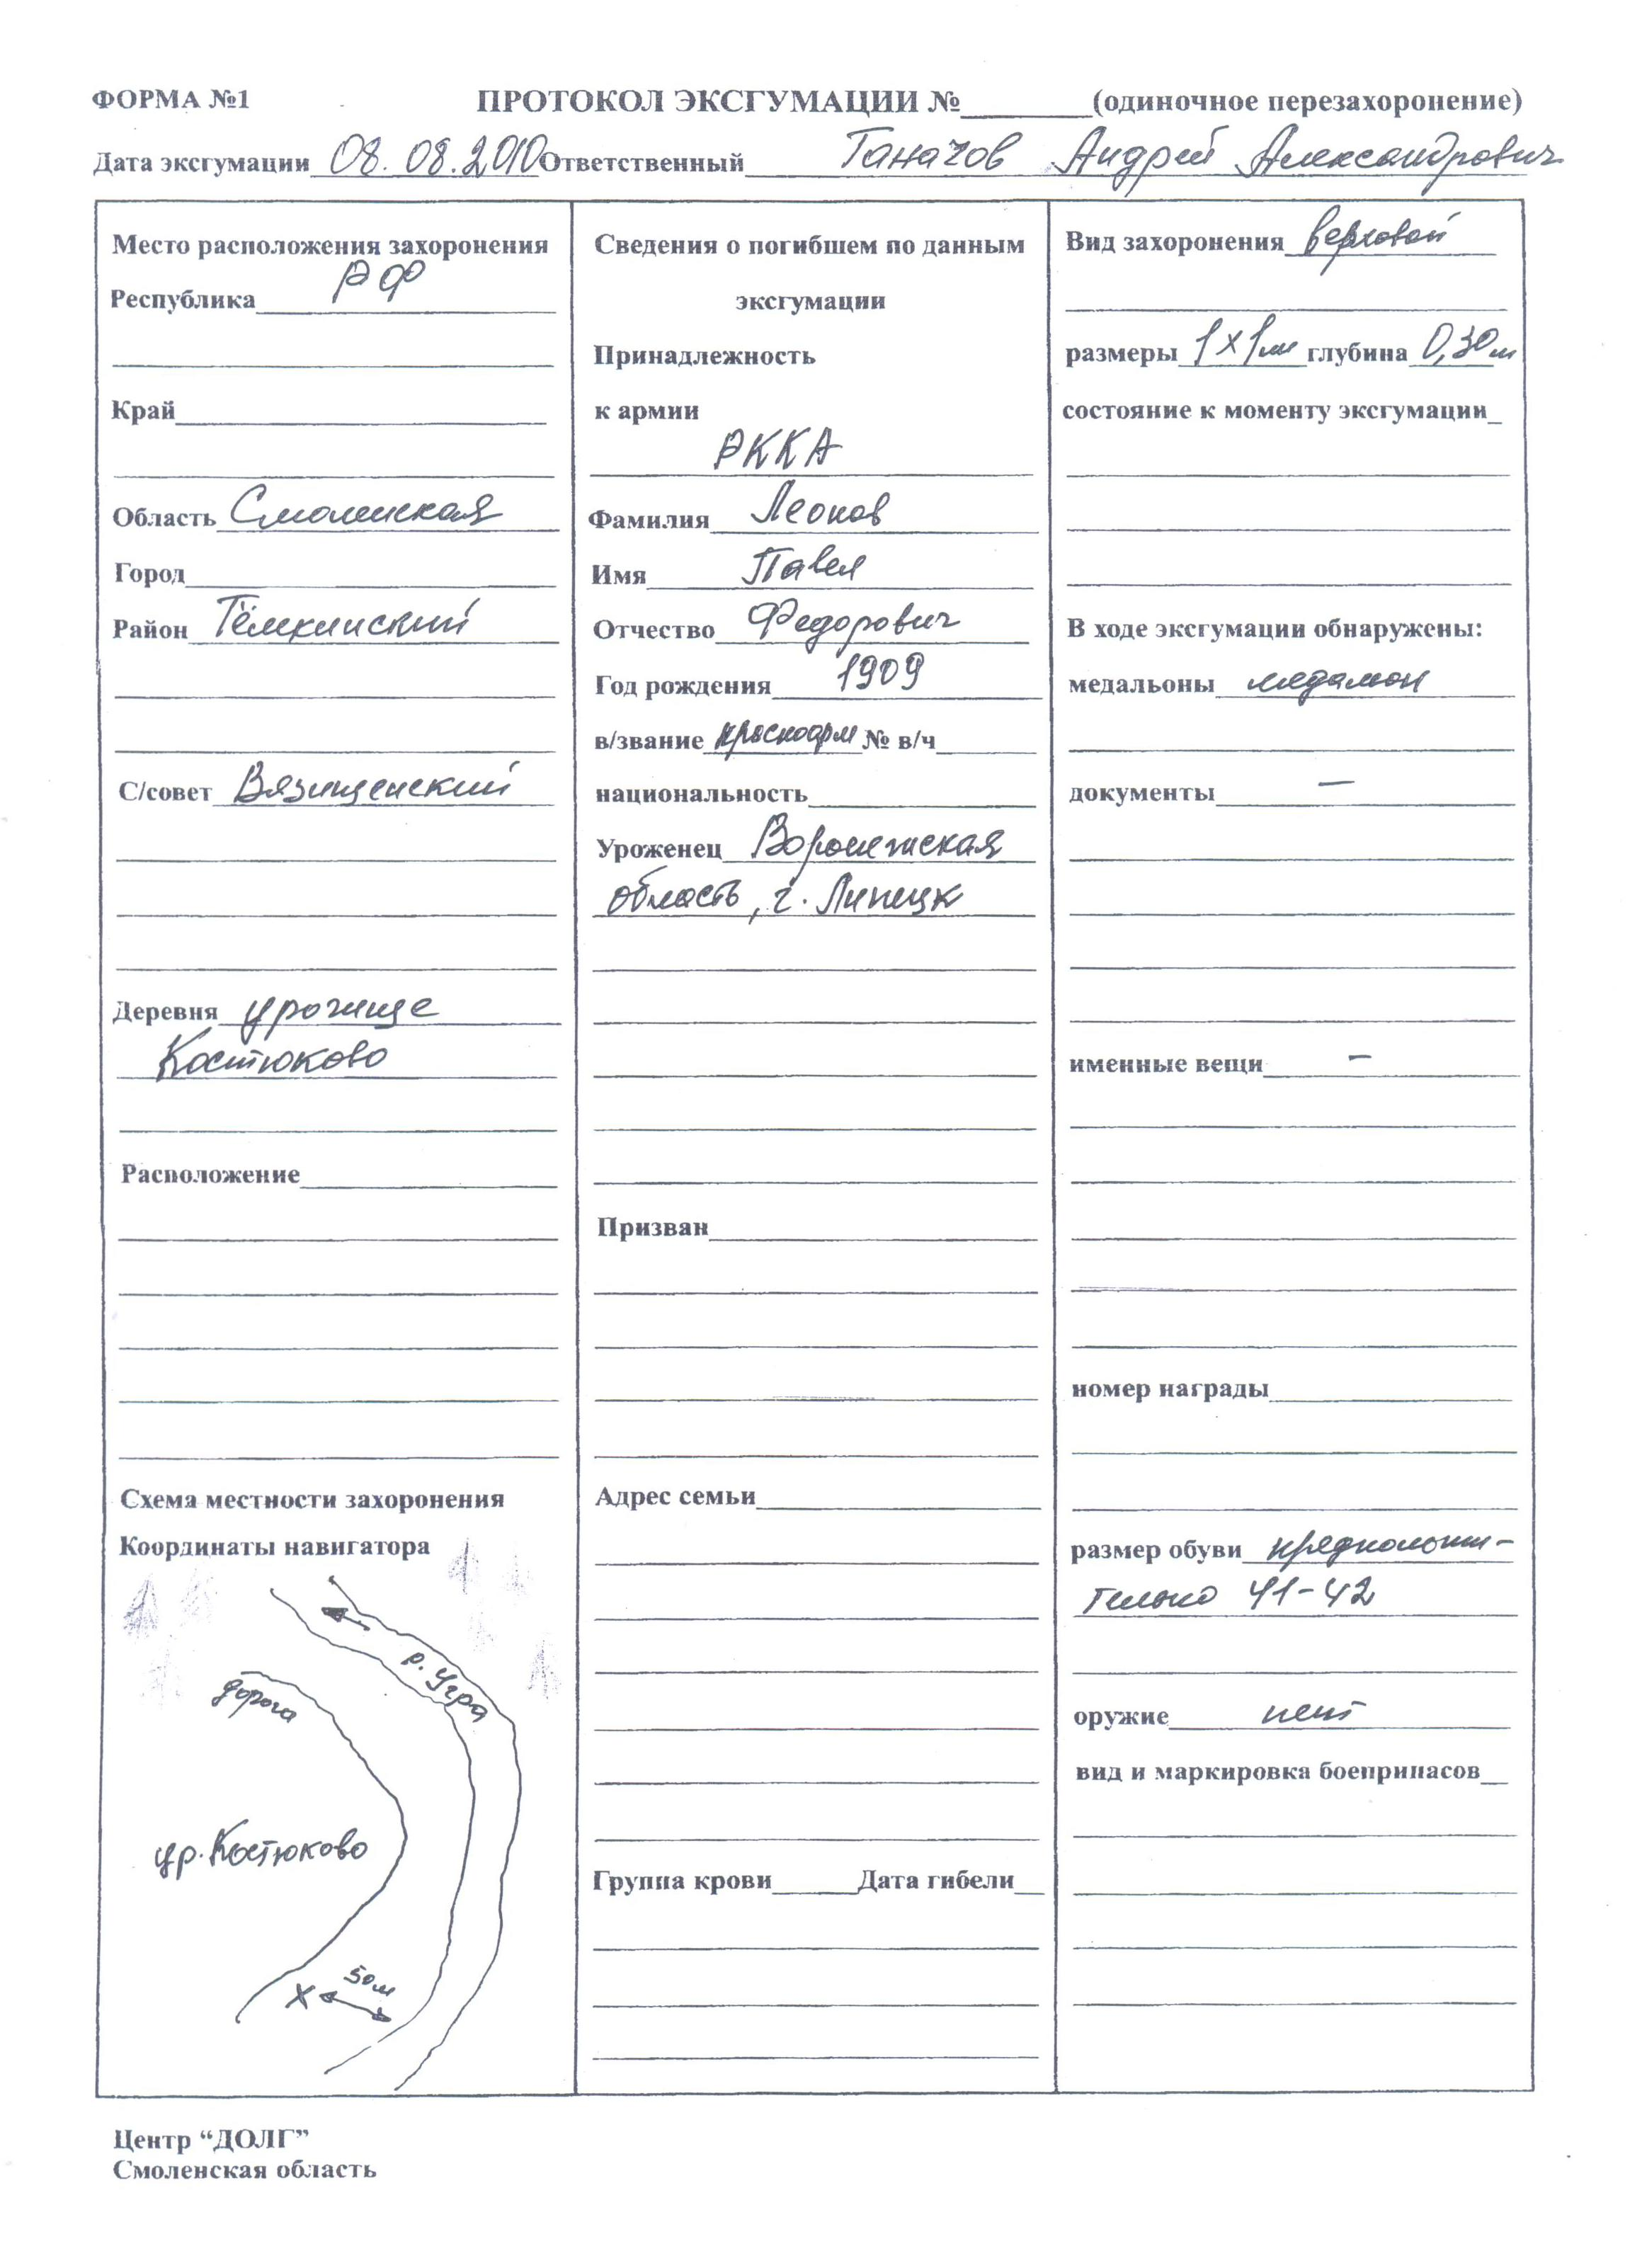 ФОРМА №1 ПРОТОКОЛ ЭКСГУМАЦИИ №________(одиночное перезахоронение)
Дата эксгумации 08.08.2010 Ответственный Андрей Александрович
Место расположения захоронения
Республика РФ
Край
Область Смоленская
Город
Район Тёмкинский
С/совет Вязищенский
Деревня урочище
Костюково
Расположение
Схема местности захоронения
Координаты навигатора
р. Угра
дорога
ур. Костюково
50м
X
Сведения о погибшем по данным
эксгумации
Принадлежность
к армии
РККА
Фамилия Леонов
Имя Павел
Отчество Федорович
Год рождения 1909
в/звание красноарм № в/ч
национальность
Уроженец Воронежская
область, г. Липецк
Призван
Адрес семьи
Группа крови Дата гибели
Вид захоронения верховой
размеры 1 х 1м глубина 0,30м
состояние к моменту эксгумации
В ходе эксгумации обнаружены:
медальоны медальон
документы –
именные вещи –
номер награды
размер обуви предположи-
тельно 41-42
оружие нет
вид и маркировка боеприпасов
Центр “ДОЛГ”
Смоленская область